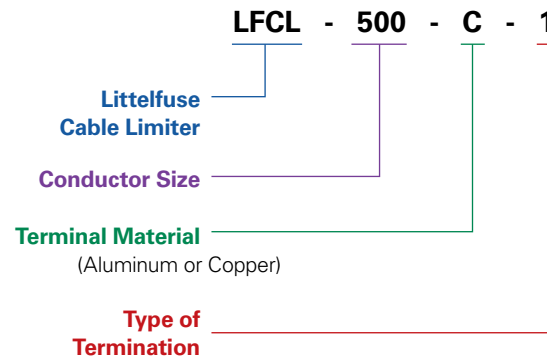 LFCL - 500 - C - 1
Littelfuse
Cable Limiter
Conductor Size
Terminal Material
(Aluminum or Copper)
Type of
Termination